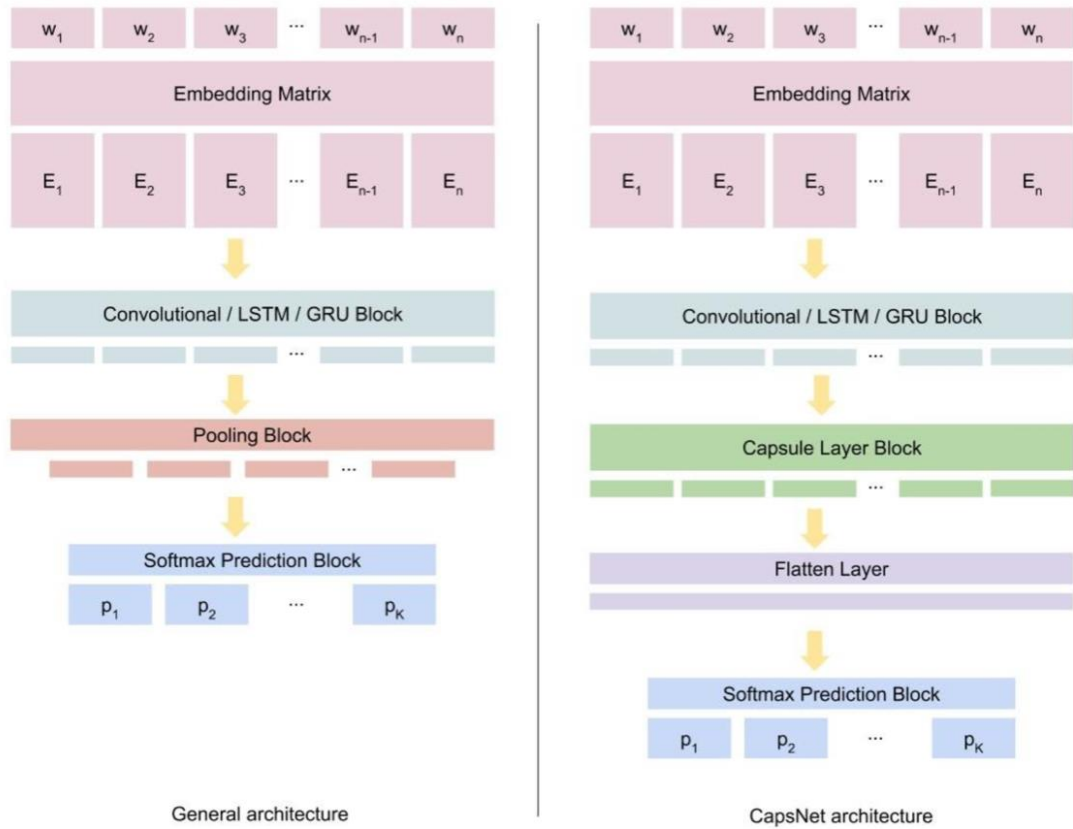 w₁ w₂ w₃ ... wₙ₋₁ wₙ
Embedding Matrix
E₁ E₂ E₃ ... Eₙ₋₁ Eₙ
Convolutional / LSTM / GRU Block
...
Pooling Block
...
Softmax Prediction Block
p₁ p₂ ... p_K
General architecture
w₁ w₂ w₃ ... wₙ₋₁ wₙ
Embedding Matrix
E₁ E₂ E₃ ... Eₙ₋₁ Eₙ
Convolutional / LSTM / GRU Block
...
Capsule Layer Block
...
Flatten Layer
Softmax Prediction Block
p₁ p₂ ... p_K
CapsNet architecture